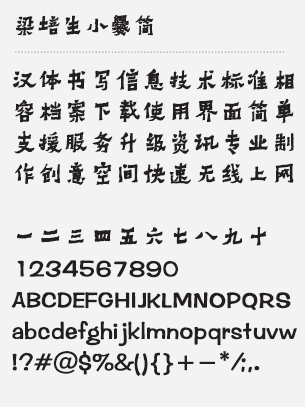 梁培生小爨简
汉体书写信息技术标准相
容档案下载使用界面简单
支援服务升级资讯专业制
作创意空间快速无线上网
一二三四五六七八九十
1234567890
ABCDEFGHIJKLMNOPQRS
abcdefghijklmnopqrstuvw
!?#@$%&(){}+−*/:;,.